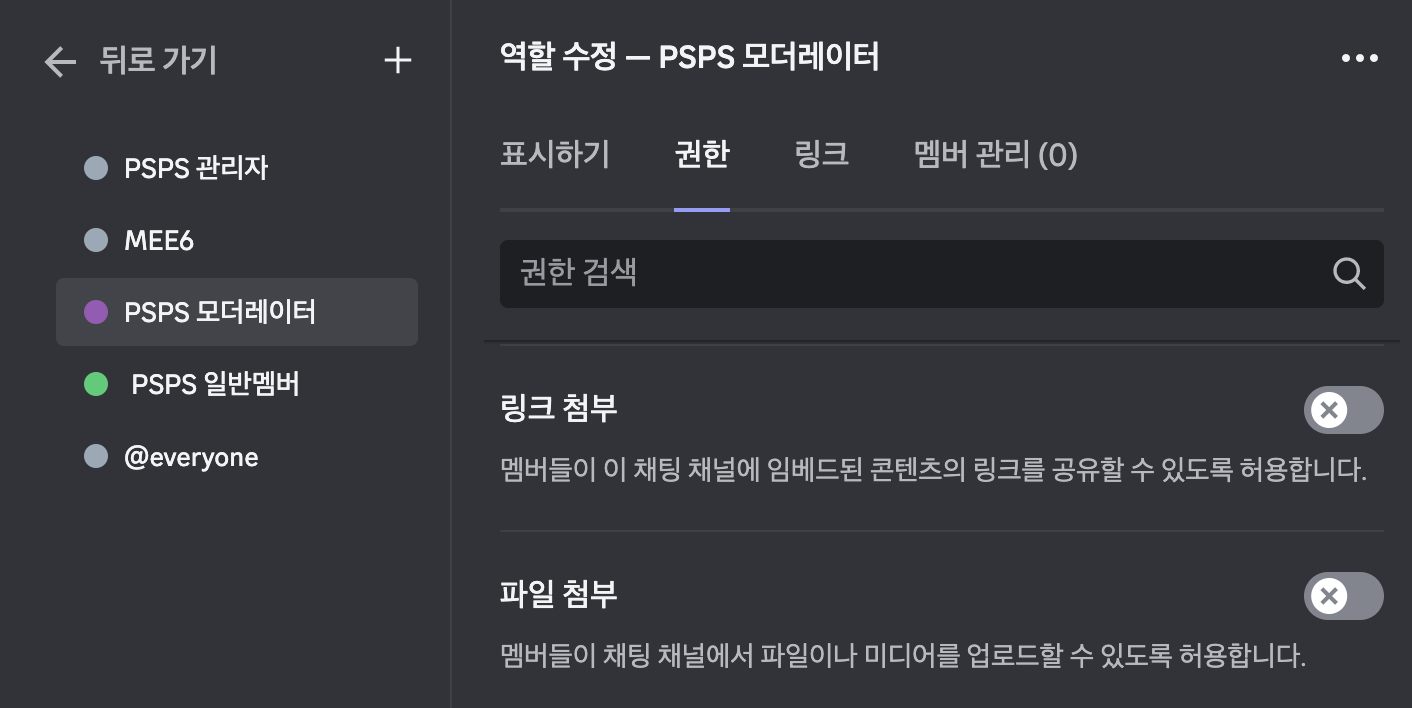 뒤로 가기
PSPS 관리자
MEE6
PSPS 모더레이터
PSPS 일반멤버
@everyone
역할 수정 — PSPS 모더레이터
표시하기 권한 링크 멤버 관리 (0)
권한 검색
링크 첨부
멤버들이 이 채팅 채널에 임베드된 콘텐츠의 링크를 공유할 수 있도록 허용합니다.
파일 첨부
멤버들이 채팅 채널에서 파일이나 미디어를 업로드할 수 있도록 허용합니다.